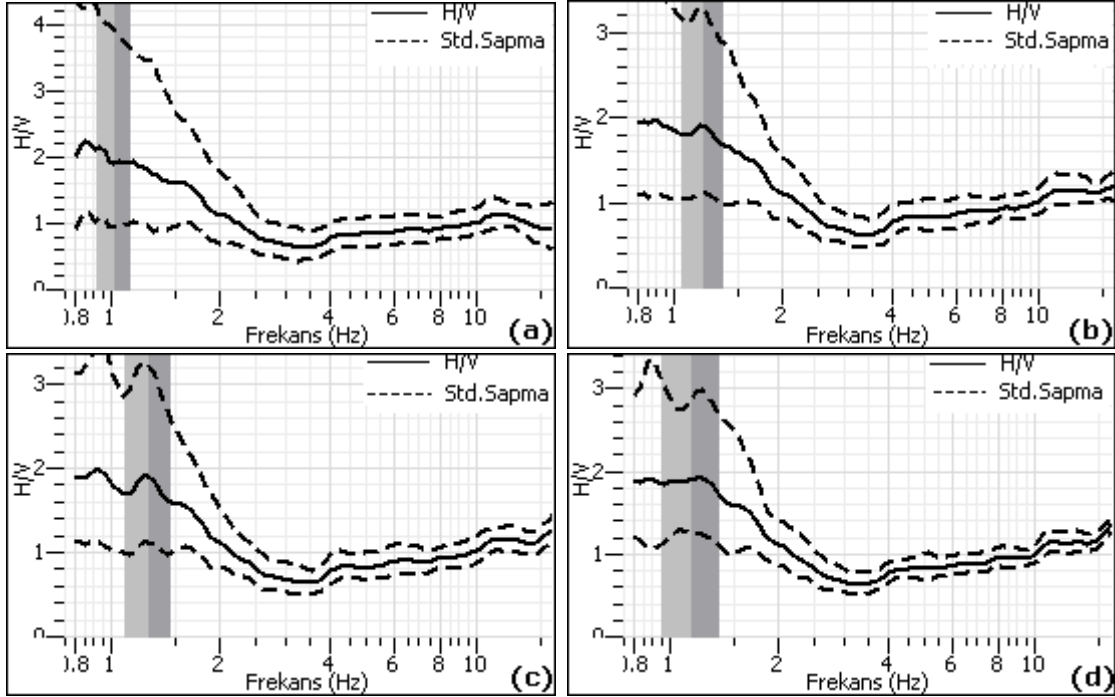 H/V
Std.Sapma
4
3
2
1
0
H/V
.8 1 2 4 6 8 10
Frekans (Hz)
(a)
H/V
Std.Sapma
3
2
1
0
H/V
0.8 1 2 4 6 8 10
Frekans (Hz)
(b)
H/V
Std.Sapma
3
2
1
0
H/V
.8 1 2 4 6 8 10
Frekans (Hz)
(c)
H/V
Std.Sapma
3
2
1
0
H/V
0.8 1 2 4 6 8 10
Frekans (Hz)
(d)